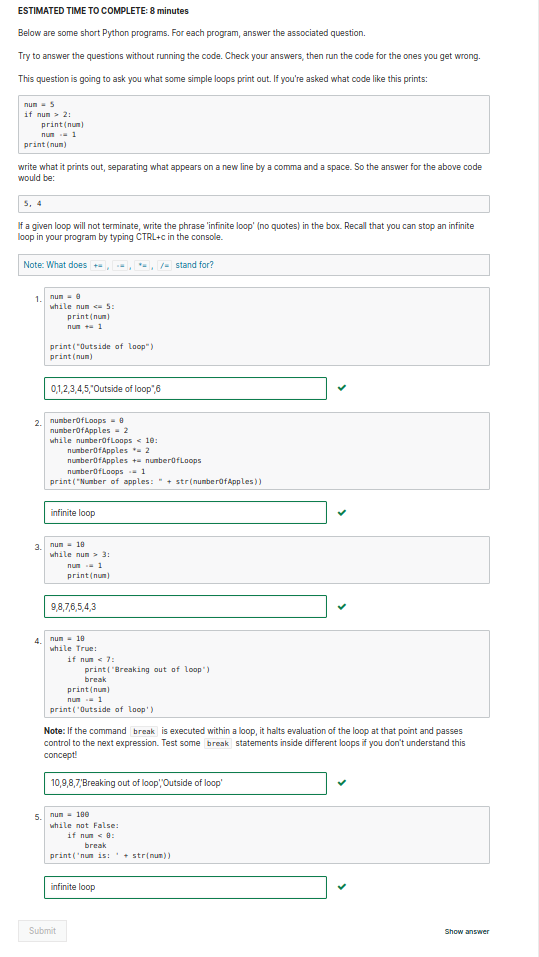 ESTIMATED TIME TO COMPLETE: 8 minutes
Below are some short Python programs. For each program, answer the associated question.
Try to answer the questions without running the code. Check your answers, then run the code for the ones you get wrong.
This question is going to ask you what some simple loops print out. If you're asked what code like this prints:
num = 5
if num > 2:
    print(num)
    num -= 1
print(num)
write what it prints out, separating what appears on a new line by a comma and a space. So the answer for the above code
would be:
5, 4
If a given loop will not terminate, write the phrase 'infinite loop' (no quotes) in the box. Recall that you can stop an infinite
loop in your program by typing CTRL+c in the console.
Note: What does += , -= , *= , /= stand for?
1.
num = 0
while num <= 5:
    print(num)
    num += 1
print("Outside of loop")
print(num)
0,1,2,3,4,5,"Outside of loop",6
2.
numberOfLoops = 0
numberOfApples = 2
while numberOfLoops < 10:
    numberOfApples *= 2
    numberOfApples += numberOfLoops
    numberOfLoops -= 1
print("Number of apples: " + str(numberOfApples))
infinite loop
3.
num = 10
while num > 3:
    num -= 1
    print(num)
9,8,7,6,5,4,3
4.
num = 10
while True:
    if num < 7:
        print('Breaking out of loop')
        break
    print(num)
    num -= 1
print('Outside of loop')
Note: If the command break is executed within a loop, it halts evaluation of the loop at that point and passes
control to the next expression. Test some break statements inside different loops if you don't understand this
concept!
10,9,8,7,'Breaking out of loop','Outside of loop'
5.
num = 100
while not False:
    if num < 0:
        break
print('num is: ' + str(num))
infinite loop
Submit
Show answer